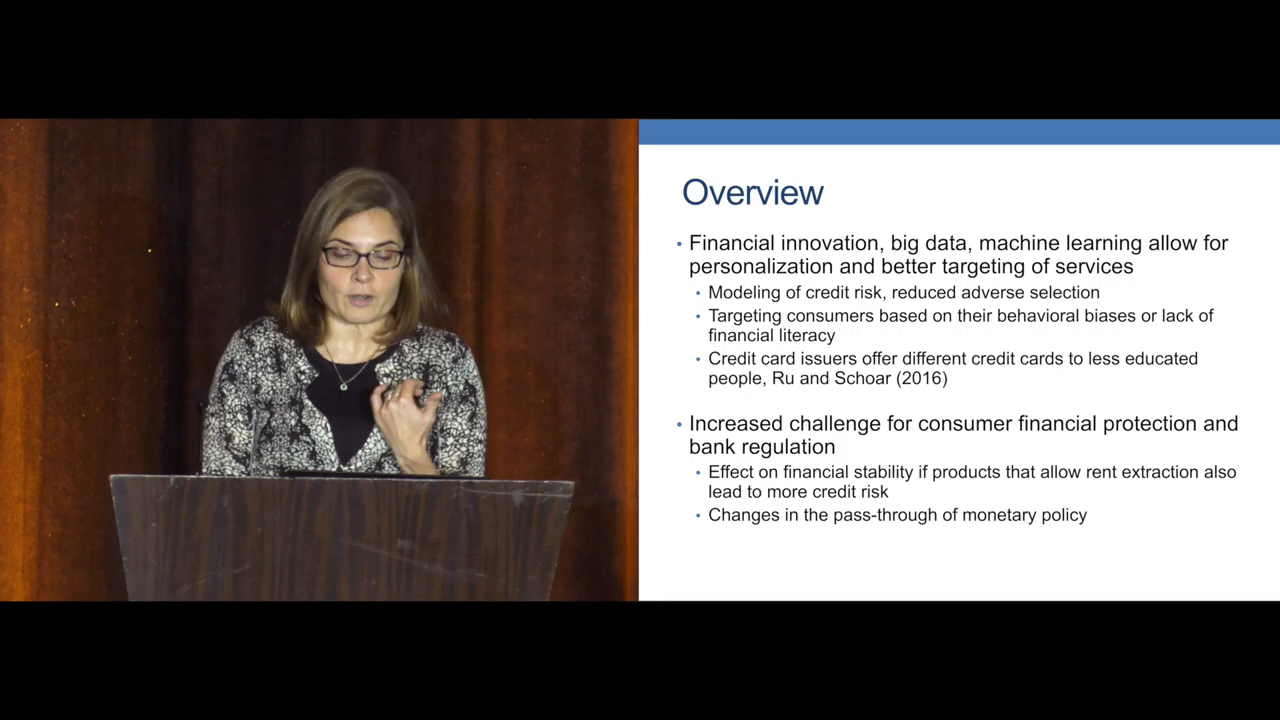 Overview
• Financial innovation, big data, machine learning allow for
personalization and better targeting of services
• Modeling of credit risk, reduced adverse selection
• Targeting consumers based on their behavioral biases or lack of
financial literacy
• Credit card issuers offer different credit cards to less educated
people, Ru and Schoar (2016)
• Increased challenge for consumer financial protection and
bank regulation
• Effect on financial stability if products that allow rent extraction also
lead to more credit risk
• Changes in the pass-through of monetary policy